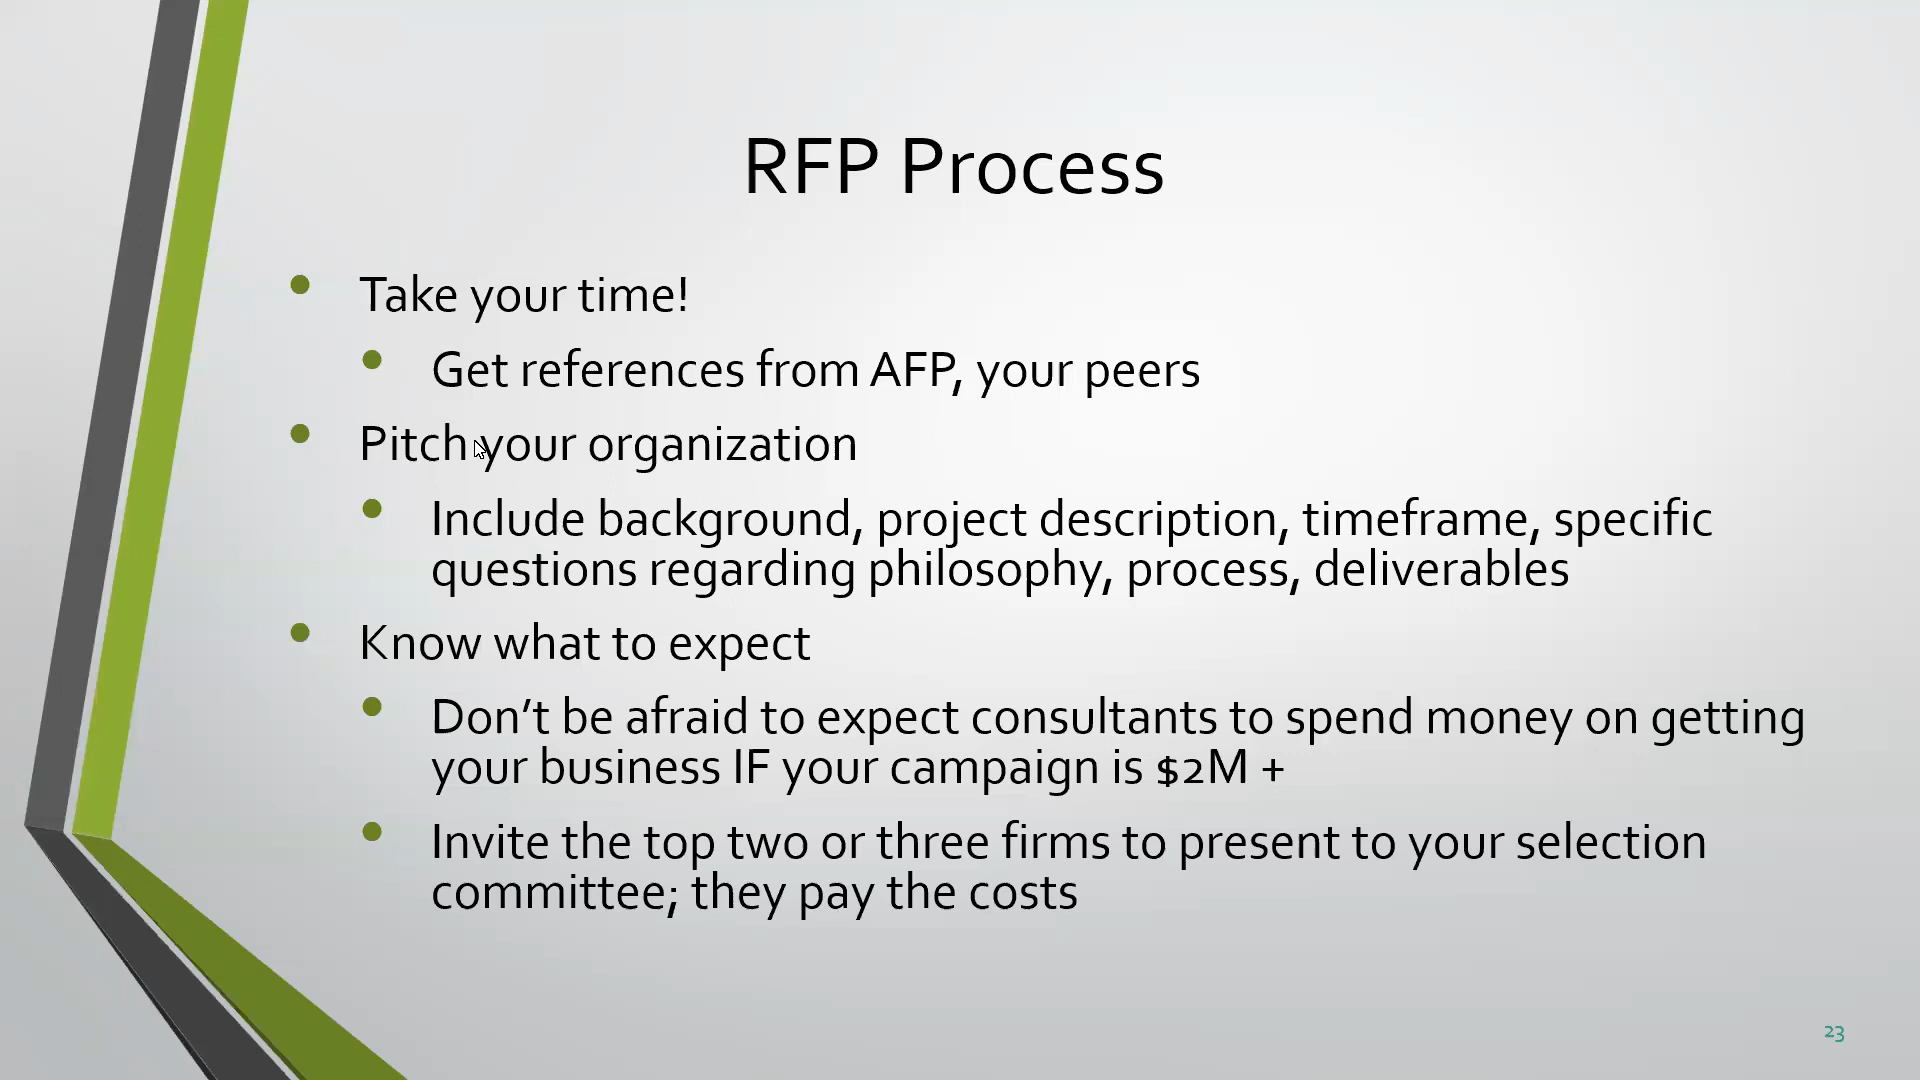 RFP Process
Take your time!
Get references from AFP, your peers
Pitch your organization
Include background, project description, timeframe, specific
questions regarding philosophy, process, deliverables
Know what to expect
Don’t be afraid to expect consultants to spend money on getting
your business IF your campaign is $2M +
Invite the top two or three firms to present to your selection
committee; they pay the costs
23